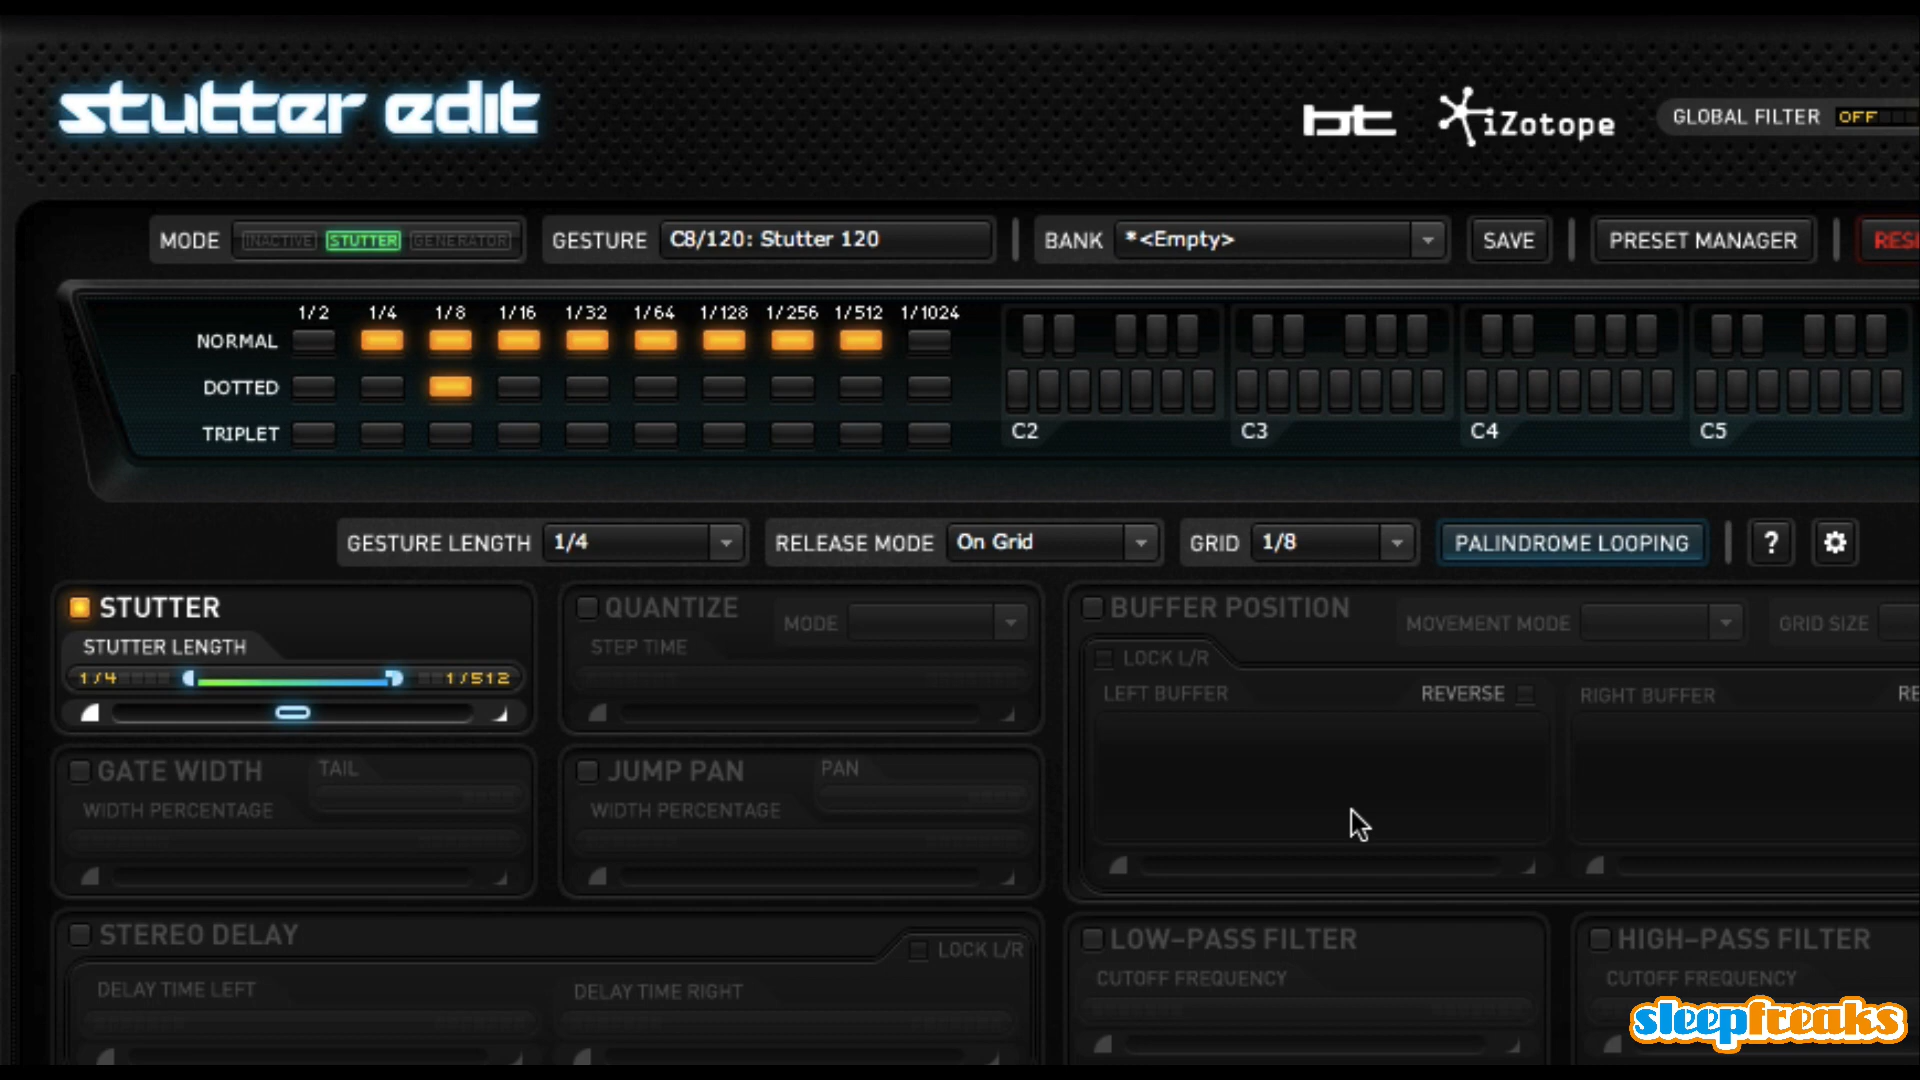 stutter edit
bt iZotope GLOBAL FILTER OFF
MODE INACTIVE STUTTER GENERATOR GESTURE C8/120: Stutter 120 BANK *<Empty> SAVE PRESET MANAGER RESI
1/2 1/4 1/8 1/16 1/32 1/64 1/128 1/256 1/512 1/1024
NORMAL
DOTTED
TRIPLET
C2 C3 C4 C5
GESTURE LENGTH 1/4 RELEASE MODE On Grid GRID 1/8 PALINDROME LOOPING ?
STUTTER
STUTTER LENGTH
1/4 1/512
QUANTIZE MODE
STEP TIME
BUFFER POSITION MOVEMENT MODE GRID SIZE
LOCK L/R
LEFT BUFFER REVERSE RIGHT BUFFER RE
GATE WIDTH TAIL
WIDTH PERCENTAGE
JUMP PAN PAN
WIDTH PERCENTAGE
STEREO DELAY LOCK L/R
DELAY TIME LEFT DELAY TIME RIGHT
LOW-PASS FILTER
CUTOFF FREQUENCY
HIGH-PASS FILTER
CUTOFF FREQUENCY
sleepfreaks